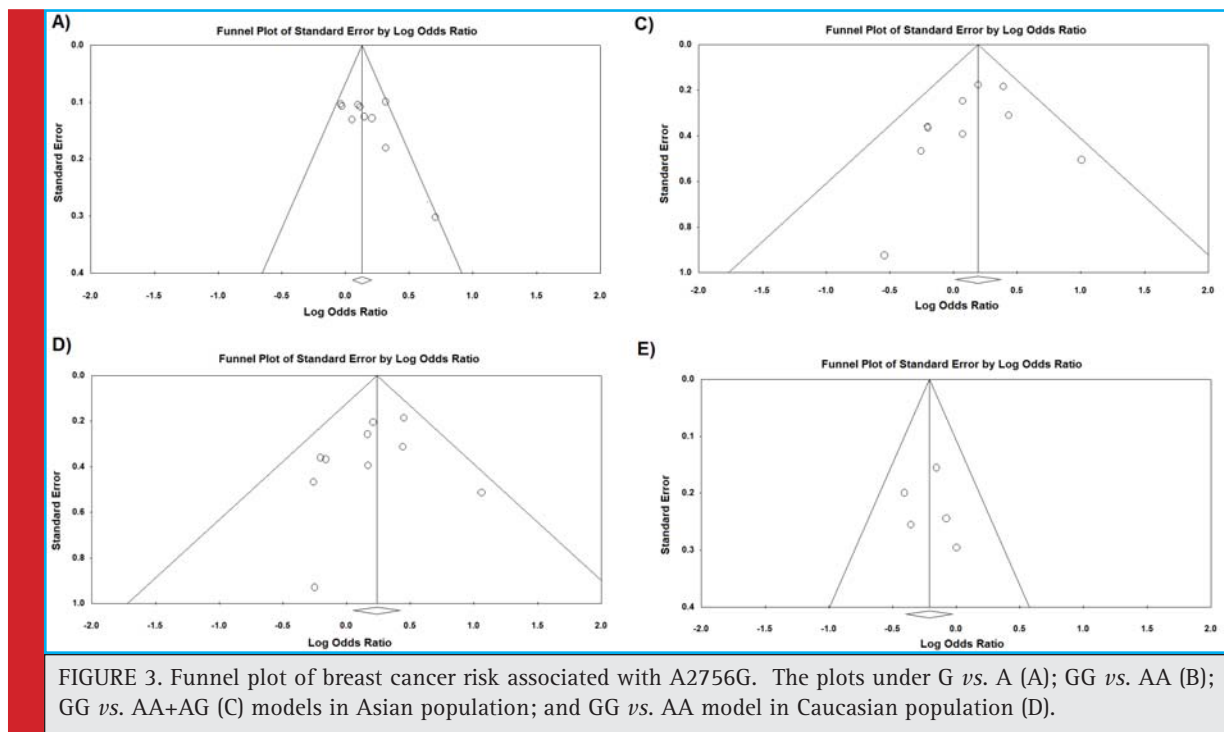 A)
Funnel Plot of Standard Error by Log Odds Ratio
0.0
0.1
0.2
0.3
0.4
Standard Error
-2.0 -1.5 -1.0 -0.5 0.0 0.5 1.0 1.5 2.0
Log Odds Ratio
C)
Funnel Plot of Standard Error by Log Odds Ratio
0.0
0.2
0.4
0.6
0.8
1.0
Standard Error
-2.0 -1.5 -1.0 -0.5 0.0 0.5 1.0 1.5 2.0
Log Odds Ratio
D)
Funnel Plot of Standard Error by Log Odds Ratio
0.0
0.2
0.4
0.6
0.8
1.0
Standard Error
-2.0 -1.5 -1.0 -0.5 0.0 0.5 1.0 1.5 2.0
Log Odds Ratio
E)
Funnel Plot of Standard Error by Log Odds Ratio
0.0
0.1
0.2
0.3
0.4
Standard Error
-2.0 -1.5 -1.0 -0.5 0.0 0.5 1.0 1.5 2.0
Log Odds Ratio
FIGURE 3. Funnel plot of breast cancer risk associated with A2756G. The plots under G vs. A (A); GG vs. AA (B);
GG vs. AA+AG (C) models in Asian population; and GG vs. AA model in Caucasian population (D).